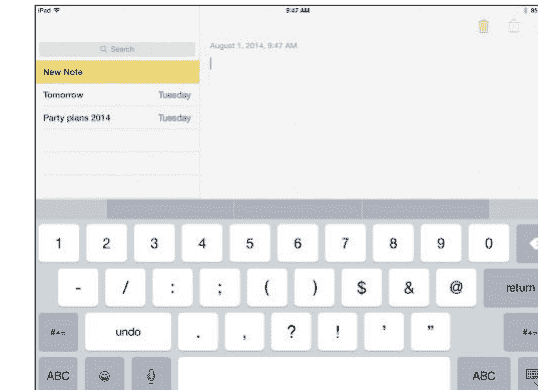 iPad 9:47 AM 85
Search
August 1, 2014, 9:47 AM
New Note
Tomorrow Tuesday
Party plans 2014 Tuesday
1 2 3 4 5 6 7 8 9 0
- / : ; ( ) $ & @ return
#+= undo . , ? ! ' " #+=
ABC ABC